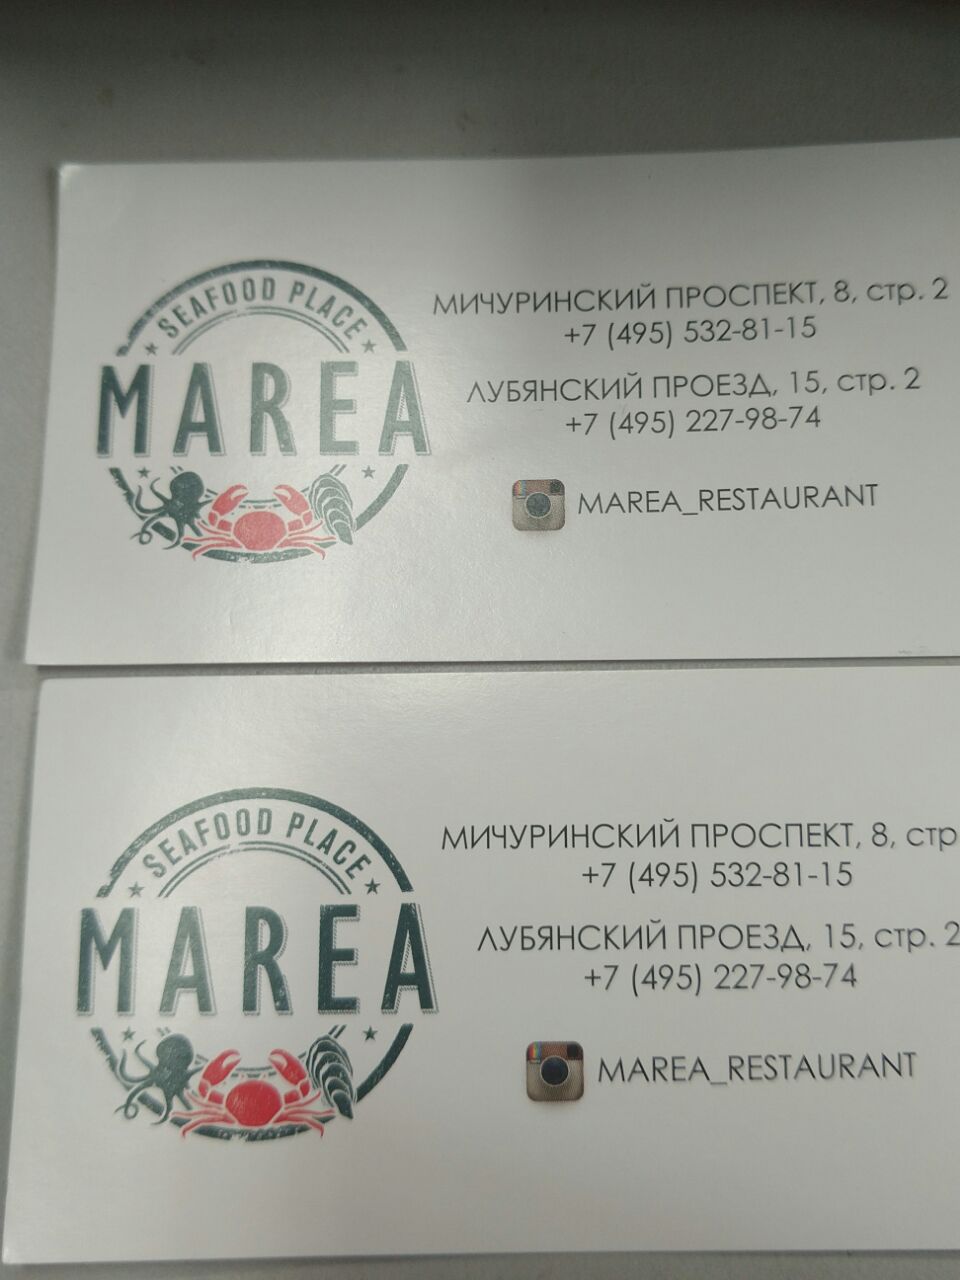 SEAFOOD PLACE
MAREA
МИЧУРИНСКИЙ ПРОСПЕКТ, 8, стр. 2
+7 (495) 532-81-15
ЛУБЯНСКИЙ ПРОЕЗД, 15, стр. 2
+7 (495) 227-98-74
MAREA_RESTAURANT
SEAFOOD PLACE
MAREA
МИЧУРИНСКИЙ ПРОСПЕКТ, 8, стр
+7 (495) 532-81-15
ЛУБЯНСКИЙ ПРОЕЗД, 15, стр. 2
+7 (495) 227-98-74
MAREA_RESTAURANT